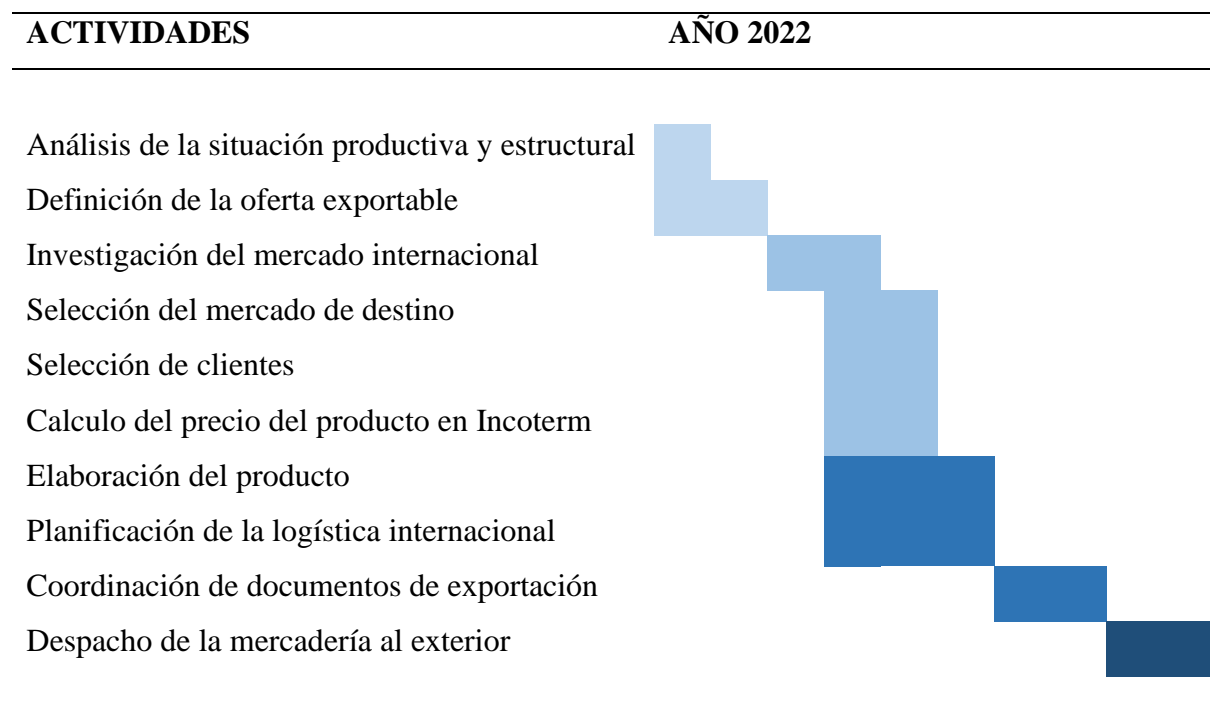 ACTIVIDADES AÑO 2022
Análisis de la situación productiva y estructural
Definición de la oferta exportable
Investigación del mercado internacional
Selección del mercado de destino
Selección de clientes
Calculo del precio del producto en Incoterm
Elaboración del producto
Planificación de la logística internacional
Coordinación de documentos de exportación
Despacho de la mercadería al exterior